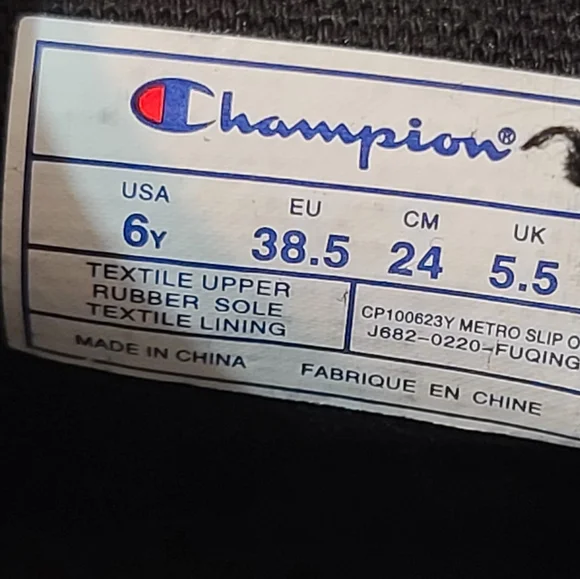 Champion®
USA EU CM UK
6Y 38.5 24 5.5
TEXTILE UPPER
RUBBER SOLE
TEXTILE LINING
CP100623Y METRO SLIP O
J682-0220-FUQING
MADE IN CHINA FABRIQUE EN CHINE